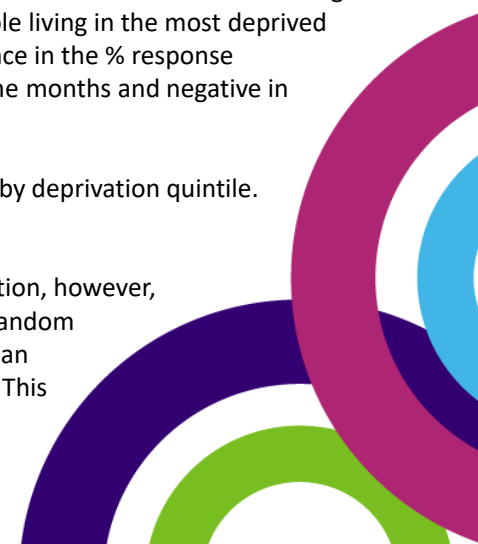 ple living in the most deprived
nce in the % response
ne months and negative in
by deprivation quintile.
tion, however,
andom
an
This